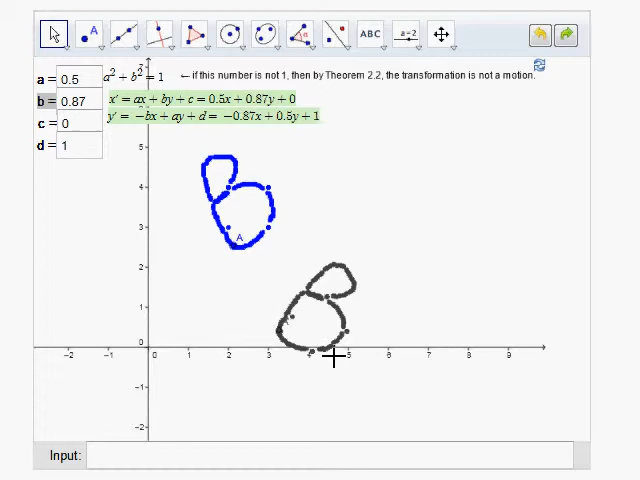 A
ABC
a=2
a = 0.5
a² + b² = 1
← if this number is not 1, then by Theorem 2.2, the transformation is not a motion.
b = 0.87
x′ = ax + by + c = 0.5x + 0.87y + 0
c = 0
y′ = −bx + ay + d = −0.87x + 0.5y + 1
d = 1
5
4
3
A
2
1
0
−2 −1 0 1 2 3 4 5 6 7 8 9
−1
−2
Input: